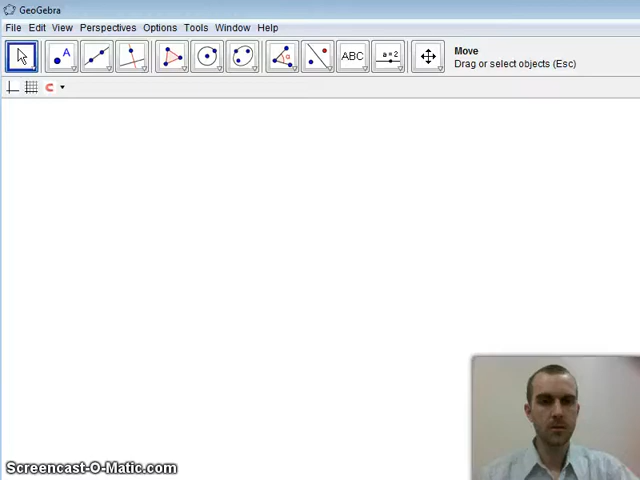 GeoGebra
File Edit View Perspectives Options Tools Window Help
A
α
ABC
a = 2
Move
Drag or select objects (Esc)
Screencast-O-Matic.com